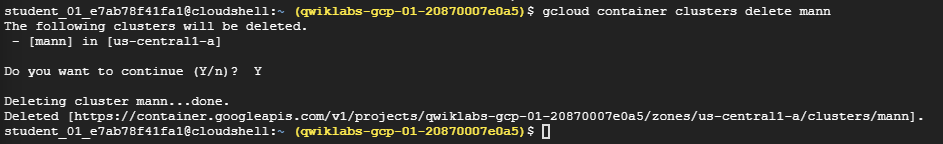 student_01_e7ab78f41fa1@cloudshell:~ (qwiklabs-gcp-01-20870007e0a5)$ gcloud container clusters delete mann
The following clusters will be deleted.
 - [mann] in [us-central1-a]
Do you want to continue (Y/n)?  Y
Deleting cluster mann...done.
Deleted [https://container.googleapis.com/v1/projects/qwiklabs-gcp-01-20870007e0a5/zones/us-central1-a/clusters/mann].
student_01_e7ab78f41fa1@cloudshell:~ (qwiklabs-gcp-01-20870007e0a5)$